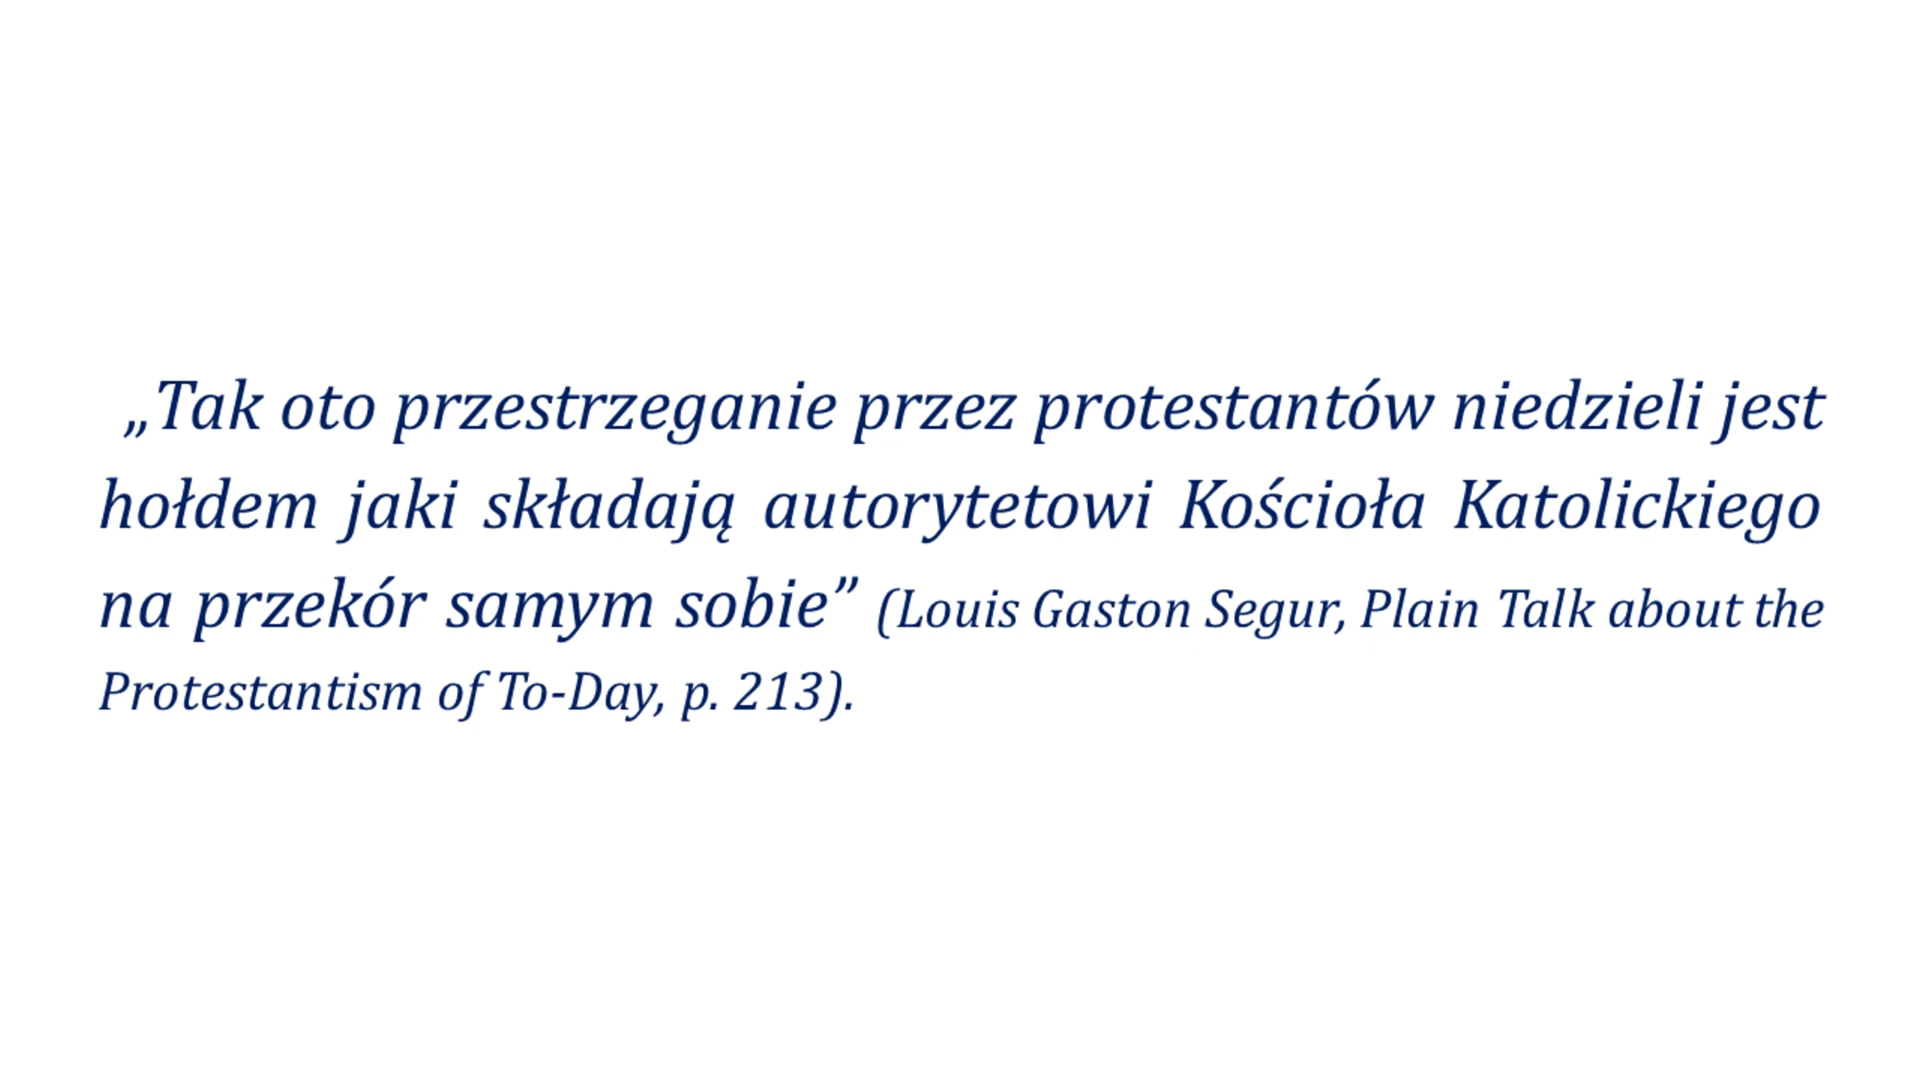 „Tak oto przestrzeganie przez protestantów niedzieli jest
hołdem jaki składają autorytetowi Kościoła Katolickiego
na przekór samym sobie” (Louis Gaston Segur, Plain Talk about the
Protestantism of To-Day, p. 213).